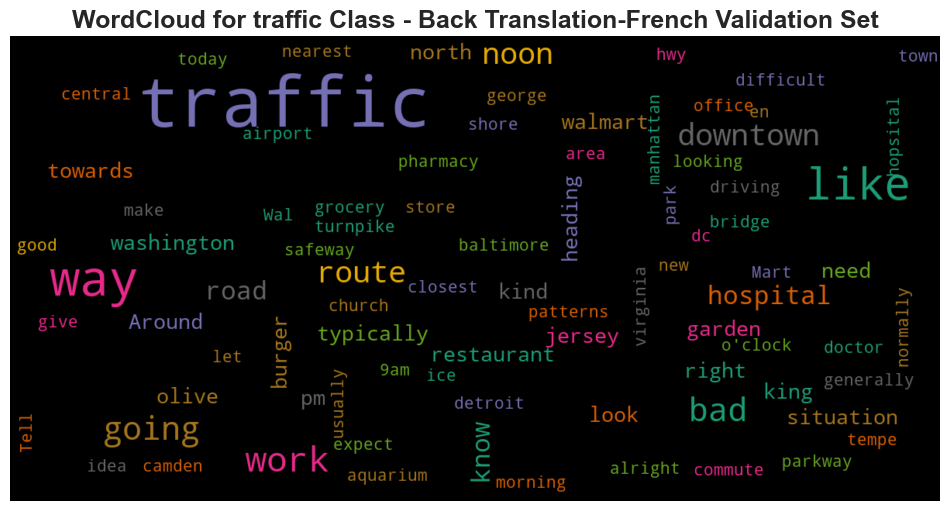 WordCloud for traffic Class - Back Translation-French Validation Set
today
nearest
north
noon
hwy
town
central
traffic
george
difficult
office
en
airport
shore
walmart
manhattan
downtown
hopsital
towards
pharmacy
area
looking
like
make
Wal
grocery
store
heading
park
driving
turnpike
bridge
good
washington
safeway
baltimore
dc
way
road
route
closest
kind
virginia
new
Mart
need
hospital
give
Around
church
patterns
normally
burger
typically
jersey
garden
o'clock
doctor
let
restaurant
9am
ice
right
king
generally
olive
pm
usually
detroit
look
bad
situation
Tell
going
know
expect
tempe
idea
camden
work
aquarium
morning
alright
commute
parkway